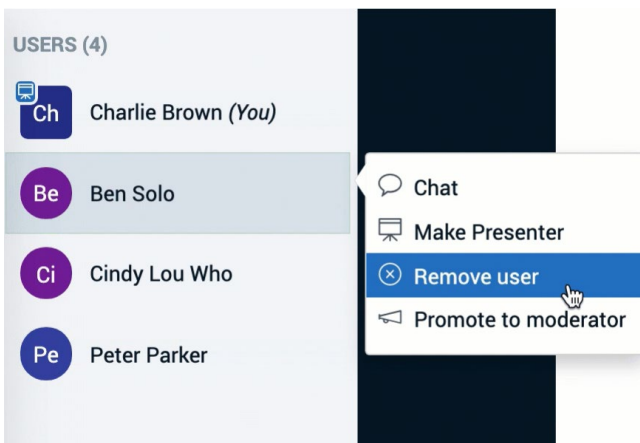 USERS (4)
Ch Charlie Brown (You)
Be Ben Solo
Ci Cindy Lou Who
Pe Peter Parker
Chat
Make Presenter
Remove user
Promote to moderator